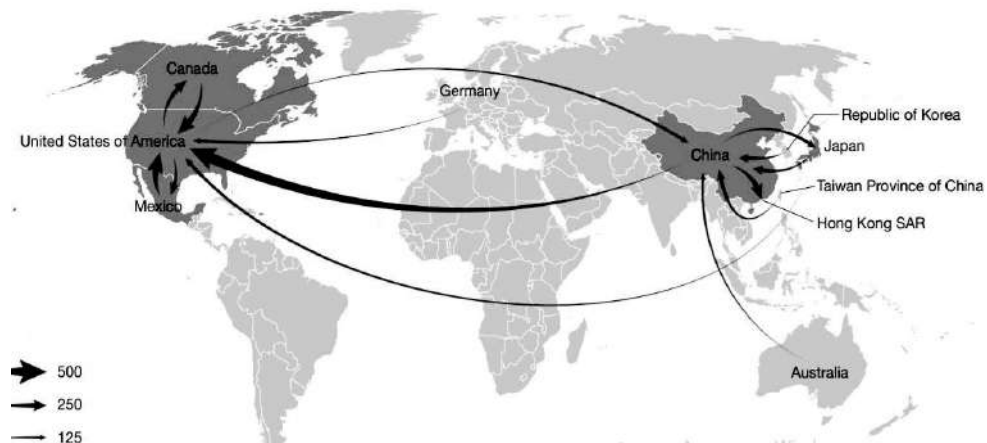 Canada
Germany
United States of America
Mexico
China
Republic of Korea
Japan
Taiwan Province of China
Hong Kong SAR
Australia
500
250
125